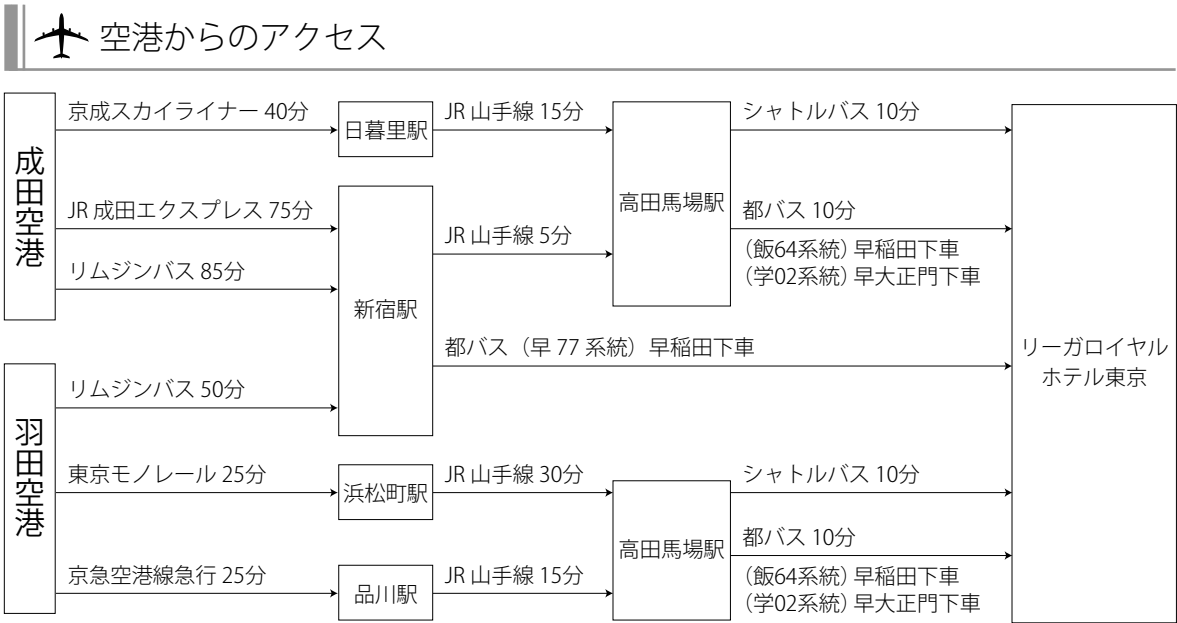 空港からのアクセス
成田空港
京成スカイライナー 40分
日暮里駅
JR 山手線 15分
高田馬場駅
シャトルバス 10分
JR 成田エクスプレス 75分
リムジンバス 85分
新宿駅
JR 山手線 5分
都バス 10分
(飯64系統) 早稲田下車
(学02系統) 早大正門下車
都バス（早 77 系統）早稲田下車
リーガロイヤル
ホテル東京
羽田空港
リムジンバス 50分
東京モノレール 25分
浜松町駅
JR 山手線 30分
高田馬場駅
シャトルバス 10分
京急空港線急行 25分
品川駅
JR 山手線 15分
都バス 10分
(飯64系統) 早稲田下車
(学02系統) 早大正門下車